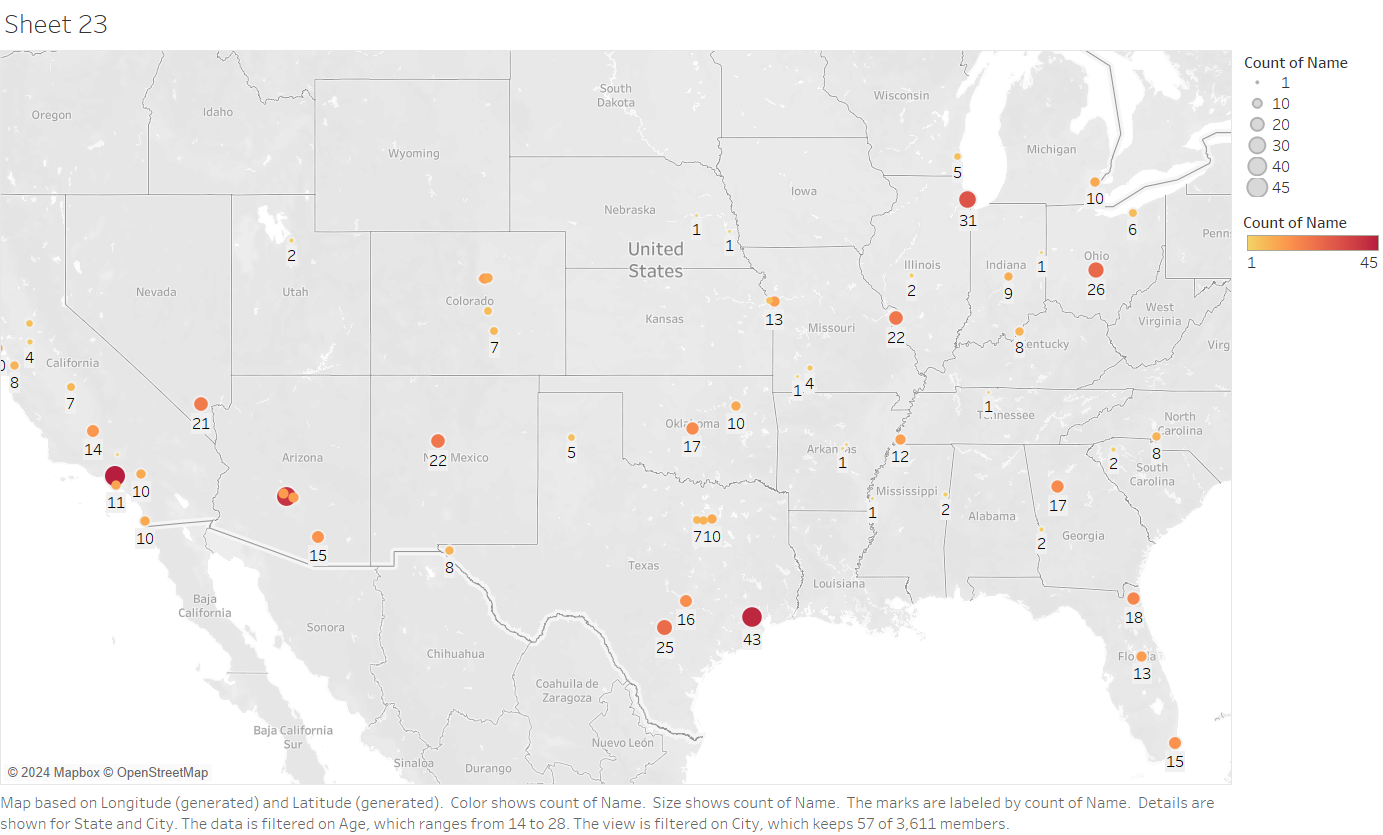 Sheet 23
Count of Name
1
10
20
30
40
45
Count of Name
1 45
Oregon
Idaho
Wyoming
South
Dakota
Wisconsin
Michigan
Iowa
Nebraska
United
States
Nevada
Utah
Colorado
Kansas
Missouri
Illinois
Indiana
Ohio
Penns
West
Virginia
Virg
California
Arizona
Mexico
Arkansas
Tennessee
North
Carolina
South
Carolina
Mississippi
Alabama
Georgia
Texas
Louisiana
Baja
California
Sonora
Chihuahua
Coahuila de
Zaragoza
Baja California
Sur
Sinaloa
Durango
Nuevo León
5
31
10
6
1
1
2
2
1
9
26
13
22
8
7
4
8
7
1
4
1
21
14
22
5
17
10
1
12
2
8
11
10
10
15
8
710
1
2
17
2
16
25
43
18
13
15
© 2024 Mapbox © OpenStreetMap
Map based on Longitude (generated) and Latitude (generated). Color shows count of Name. Size shows count of Name. The marks are labeled by count of Name. Details are
shown for State and City. The data is filtered on Age, which ranges from 14 to 28. The view is filtered on City, which keeps 57 of 3,611 members.